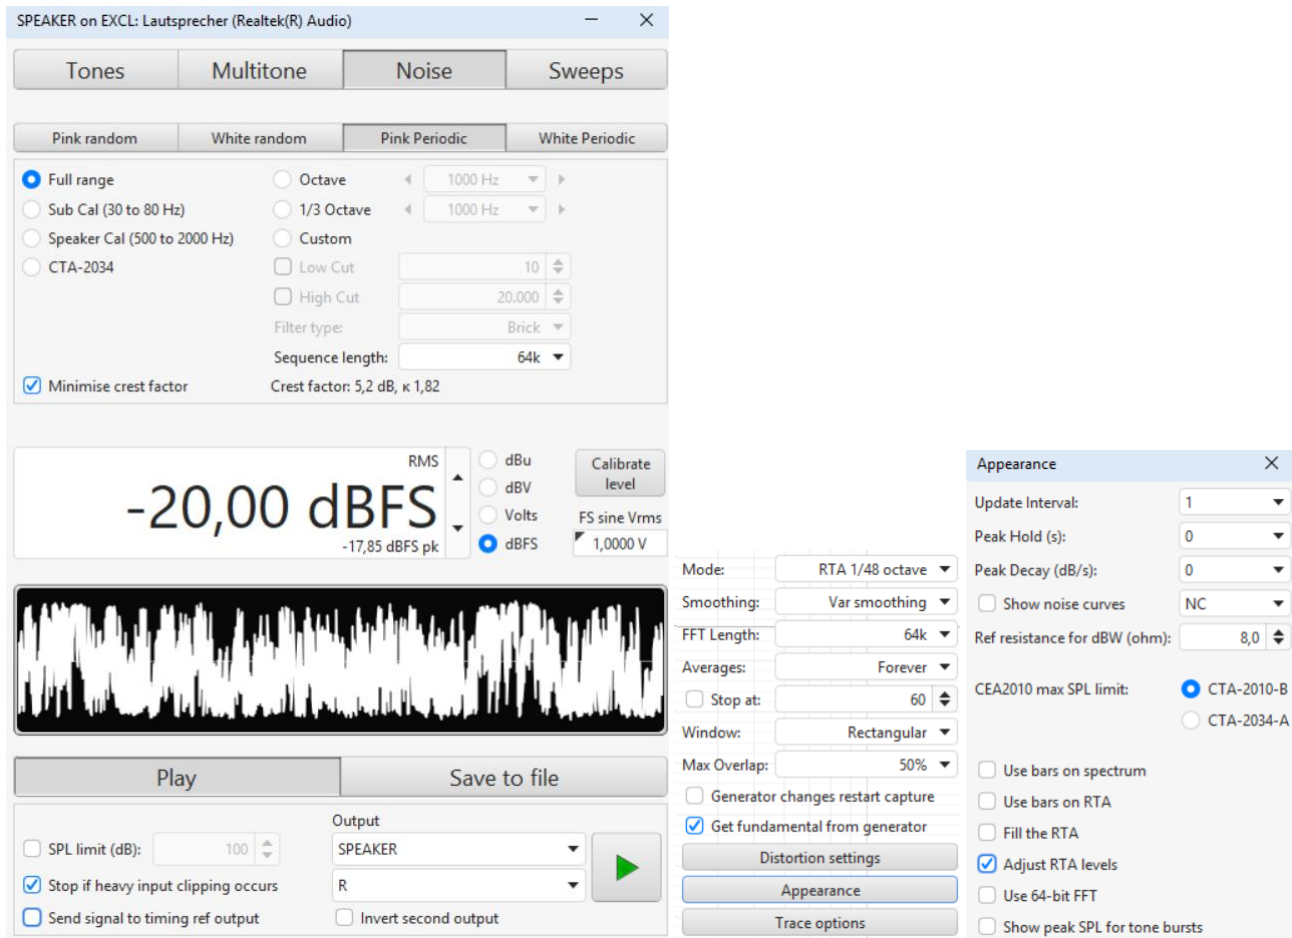 SPEAKER on EXCL: Lautsprecher (Realtek(R) Audio)
Tones Multitone Noise Sweeps
Pink random White random Pink Periodic White Periodic
Full range Octave 1000 Hz
Sub Cal (30 to 80 Hz) 1/3 Octave 1000 Hz
Speaker Cal (500 to 2000 Hz) Custom
CTA-2034 Low Cut 10
High Cut 20.000
Filter type: Brick
Sequence length: 64k
Minimise crest factor Crest factor: 5,2 dB, κ 1,82
RMS
-20,00 dBFS
-17,85 dBFS pk
dBu
dBV
Volts
dBFS
Calibrate
level
FS sine Vrms
1,0000 V
Play Save to file
Output
SPL limit (dB): 100 SPEAKER
Stop if heavy input clipping occurs R
Send signal to timing ref output Invert second output
Mode: RTA 1/48 octave
Smoothing: Var smoothing
FFT Length: 64k
Averages: Forever
Stop at: 60
Window: Rectangular
Max Overlap: 50%
Generator changes restart capture
Get fundamental from generator
Distortion settings
Appearance
Trace options
Appearance
Update Interval: 1
Peak Hold (s): 0
Peak Decay (dB/s): 0
Show noise curves NC
Ref resistance for dBW (ohm): 8,0
CEA2010 max SPL limit: CTA-2010-B
CTA-2034-A
Use bars on spectrum
Use bars on RTA
Fill the RTA
Adjust RTA levels
Use 64-bit FFT
Show peak SPL for tone bursts